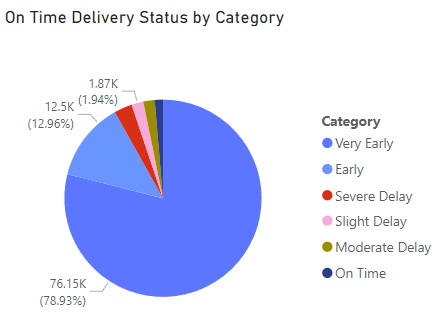 On Time Delivery Status by Category
1.87K
(1.94%)
12.5K
(12.96%)
76.15K
(78.93%)
Category
Very Early
Early
Severe Delay
Slight Delay
Moderate Delay
On Time